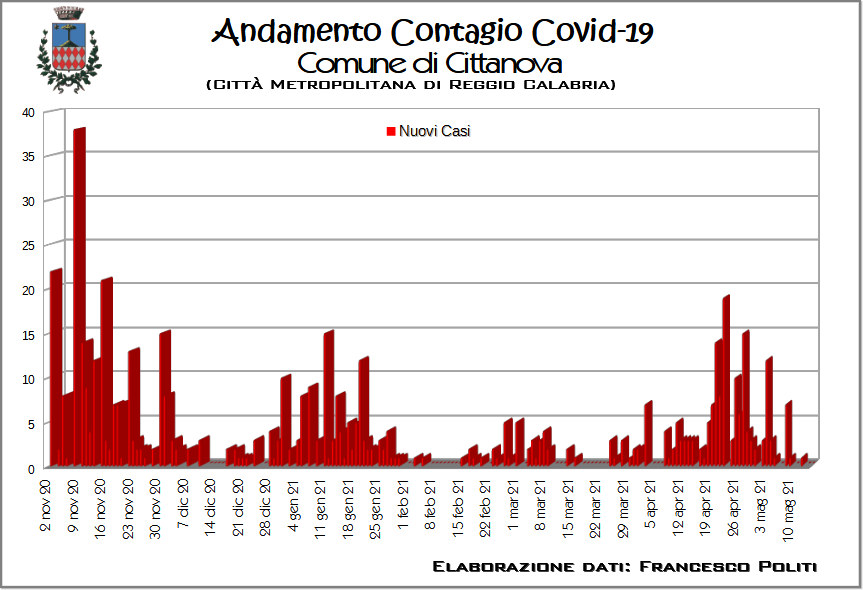 Andamento Contagio Covid-19
Comune di Cittanova
(Città Metropolitana di Reggio Calabria)
Nuovi Casi
40
35
30
25
20
15
10
5
0
2 nov 20
9 nov 20
16 nov 20
23 nov 20
30 nov 20
7 dic 20
14 dic 20
21 dic 20
28 dic 20
4 gen 21
11 gen 21
18 gen 21
25 gen 21
1 feb 21
8 feb 21
15 feb 21
22 feb 21
1 mar 21
8 mar 21
15 mar 21
22 mar 21
29 mar 21
5 apr 21
12 apr 21
19 apr 21
26 apr 21
3 mag 21
10 mag 21
Elaborazione dati: Francesco Politi